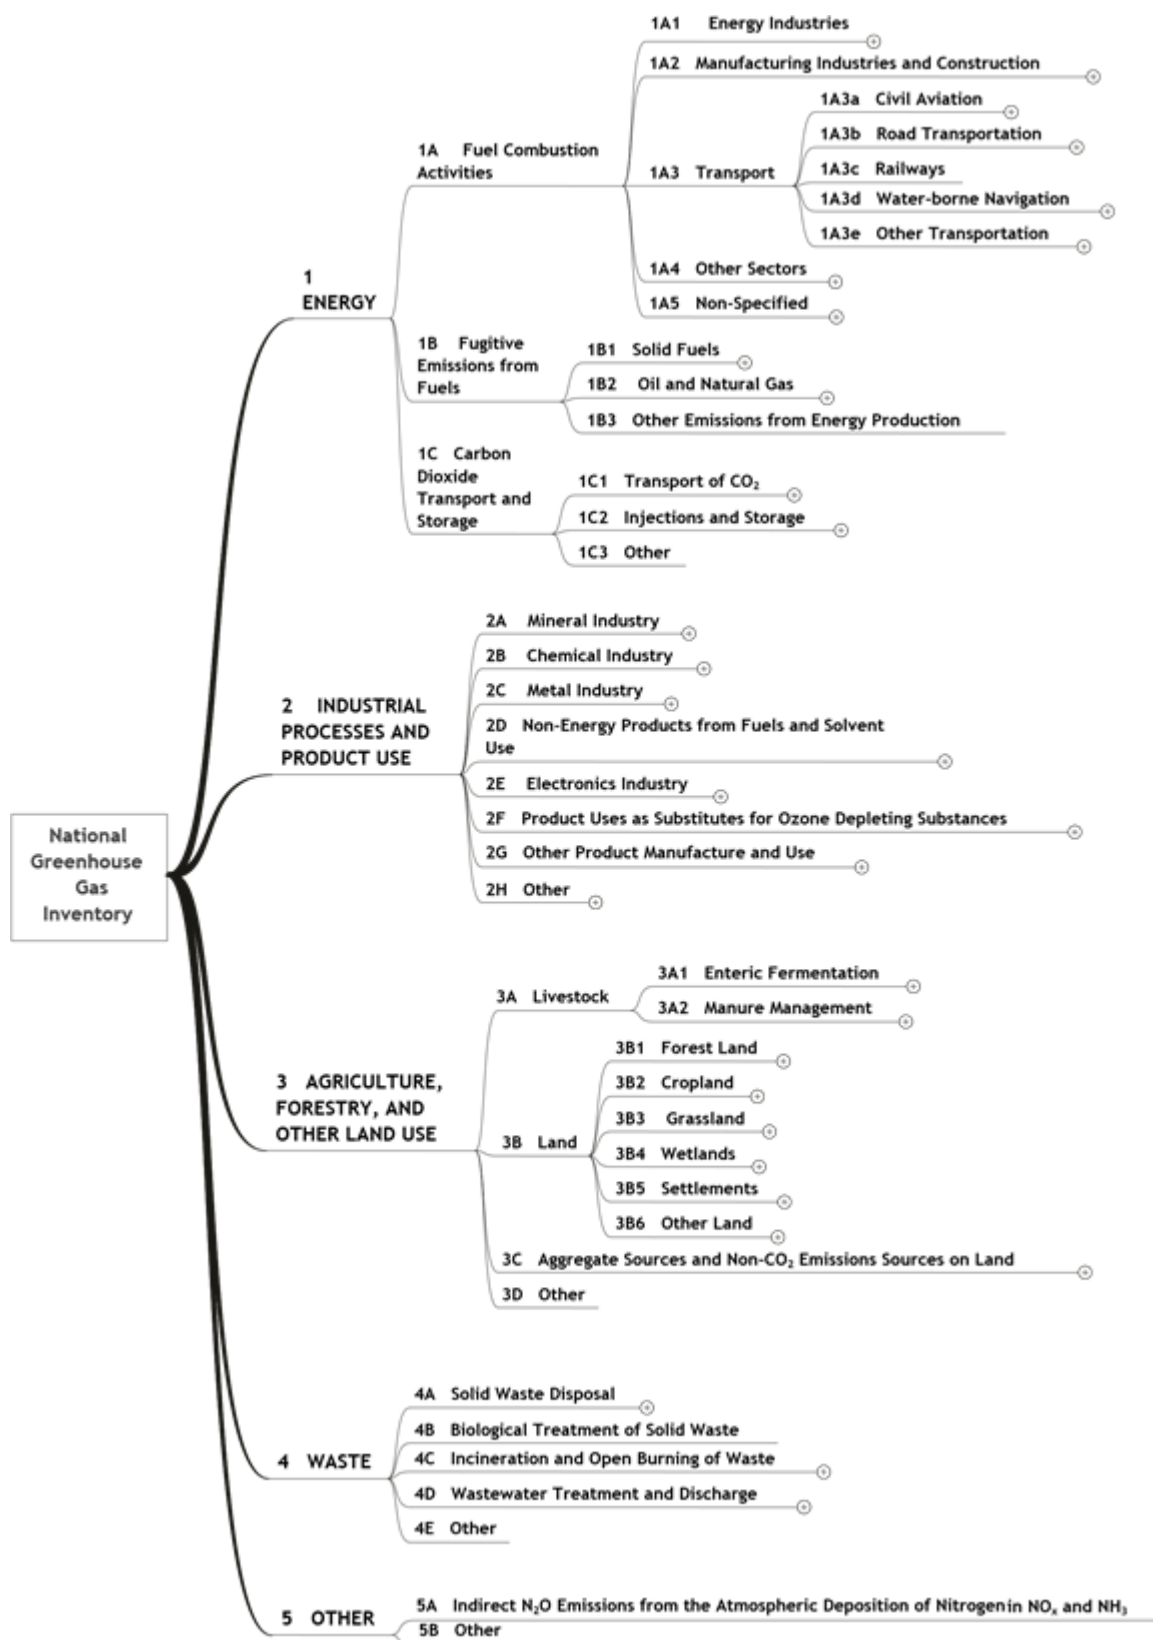 1A1 Energy Industries
1A2 Manufacturing Industries and Construction
1A3a Civil Aviation
1A3b Road Transportation
1A Fuel Combustion
Activities
1A3 Transport
1A3c Railways
1A3d Water-borne Navigation
1A3e Other Transportation
1A4 Other Sectors
1A5 Non-Specified
1
ENERGY
1B Fugitive
Emissions from
Fuels
1B1 Solid Fuels
1B2 Oil and Natural Gas
1B3 Other Emissions from Energy Production
1C Carbon
Dioxide
Transport and
Storage
1C1 Transport of CO₂
1C2 Injections and Storage
1C3 Other
2 INDUSTRIAL
PROCESSES AND
PRODUCT USE
2A Mineral Industry
2B Chemical Industry
2C Metal Industry
2D Non-Energy Products from Fuels and Solvent
Use
2E Electronics Industry
2F Product Uses as Substitutes for Ozone Depleting Substances
2G Other Product Manufacture and Use
2H Other
National
Greenhouse
Gas
Inventory
3 AGRICULTURE,
FORESTRY, AND
OTHER LAND USE
3A Livestock
3A1 Enteric Fermentation
3A2 Manure Management
3B Land
3B1 Forest Land
3B2 Cropland
3B3 Grassland
3B4 Wetlands
3B5 Settlements
3B6 Other Land
3C Aggregate Sources and Non-CO₂ Emissions Sources on Land
3D Other
4 WASTE
4A Solid Waste Disposal
4B Biological Treatment of Solid Waste
4C Incineration and Open Burning of Waste
4D Wastewater Treatment and Discharge
4E Other
5 OTHER
5A Indirect N₂O Emissions from the Atmospheric Deposition of Nitrogen in NOₓ and NH₃
5B Other